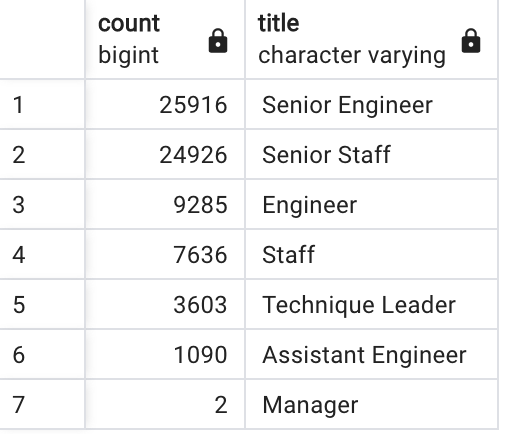 count title
bigint character varying
1 25916 Senior Engineer
2 24926 Senior Staff
3 9285 Engineer
4 7636 Staff
5 3603 Technique Leader
6 1090 Assistant Engineer
7 2 Manager